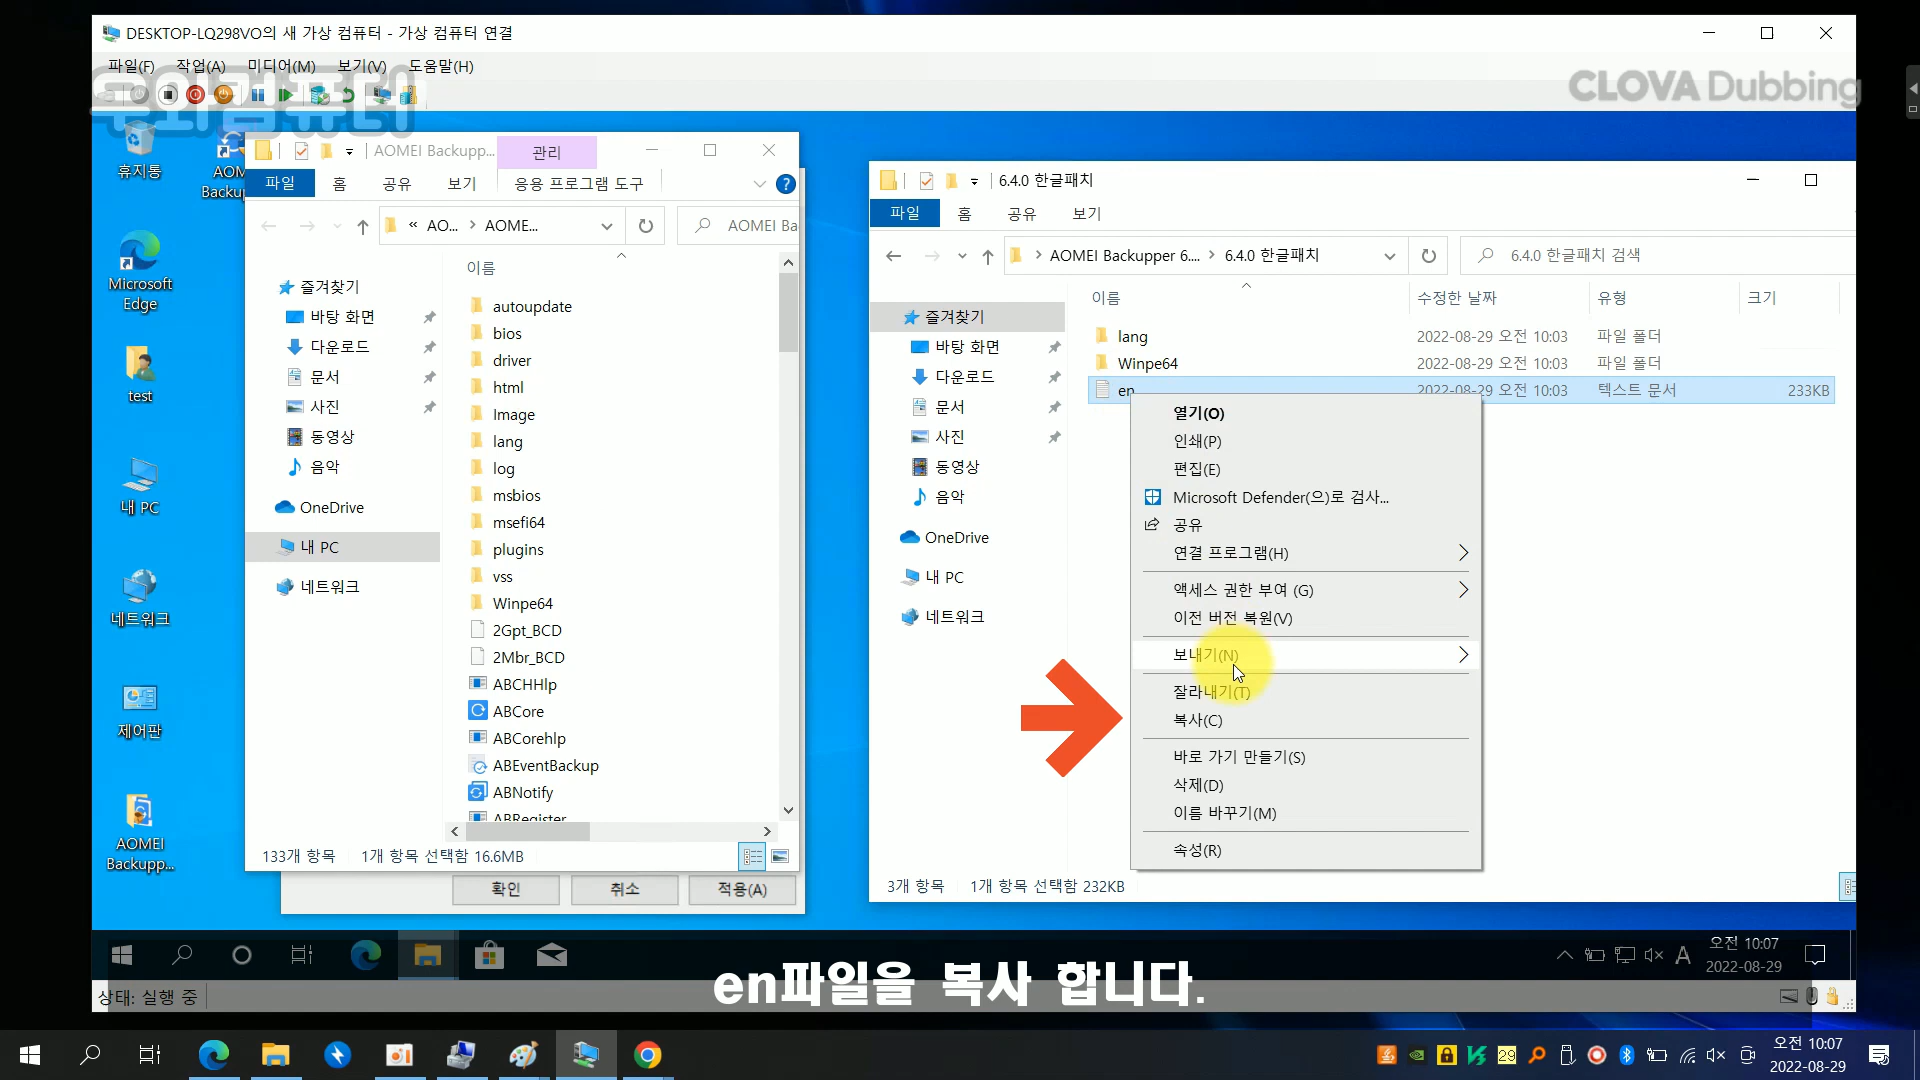 DESKTOP-LQ298VO의 새 가상 컴퓨터 - 가상 컴퓨터 연결
파일(F) 작업(A) 미디어(M) 보기(V) 도움말(H)
CLOVA Dubbing
휴지통
AOM
Backup
Microsoft
Edge
test
내 PC
네트워크
제어판
AOMEI
Backupp...
AOMEI Backupp... 관리
파일 홈 공유 보기 응용 프로그램 도구
« AO... > AOME... AOMEI Ba
이름
즐겨찾기
바탕 화면
다운로드
문서
사진
동영상
음악
OneDrive
내 PC
네트워크
autoupdate
bios
driver
html
Image
lang
log
msbios
msefi64
plugins
vss
Winpe64
2Gpt_BCD
2Mbr_BCD
ABCHHlp
ABCore
ABCorehlp
ABEventBackup
ABNotify
ABRegister
133개 항목 1개 항목 선택함 16.6MB
확인 취소 적용(A)
6.4.0 한글패치
파일 홈 공유 보기
> AOMEI Backupper 6.... > 6.4.0 한글패치 6.4.0 한글패치 검색
이름 수정한 날짜 유형 크기
즐겨찾기
바탕 화면
다운로드
문서
사진
동영상
음악
OneDrive
내 PC
네트워크
lang 2022-08-29 오전 10:03 파일 폴더
Winpe64 2022-08-29 오전 10:03 파일 폴더
en 2022-08-29 오전 10:03 텍스트 문서 233KB
열기(O)
인쇄(P)
편집(E)
Microsoft Defender(으)로 검사...
공유
연결 프로그램(H)
액세스 권한 부여 (G)
이전 버전 복원(V)
보내기(N)
잘라내기(T)
복사(C)
바로 가기 만들기(S)
삭제(D)
이름 바꾸기(M)
속성(R)
3개 항목 1개 항목 선택함 232KB
A 오전 10:07
2022-08-29
en파일을 복사 합니다.
상태: 실행 중
29 오전 10:07
2022-08-29